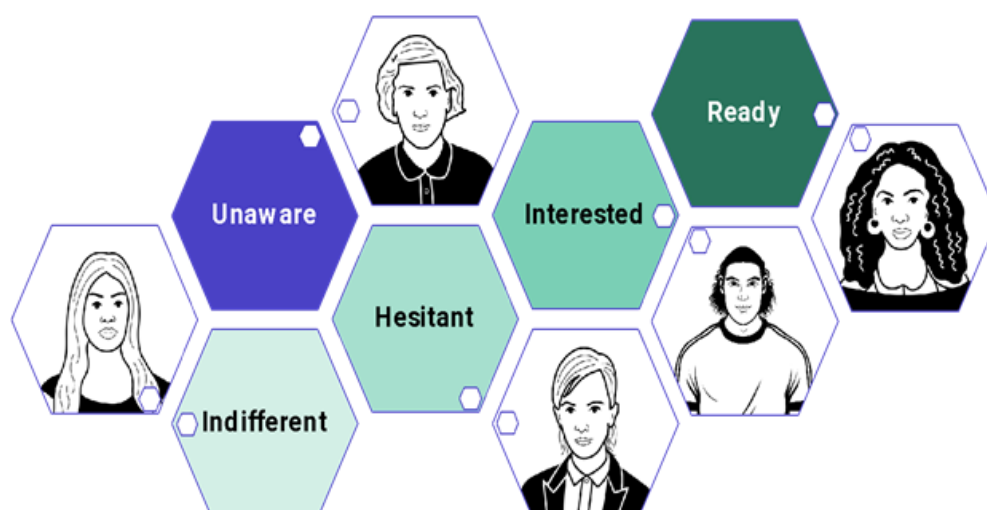 Ready
Unaware
Interested
Hesitant
Indifferent